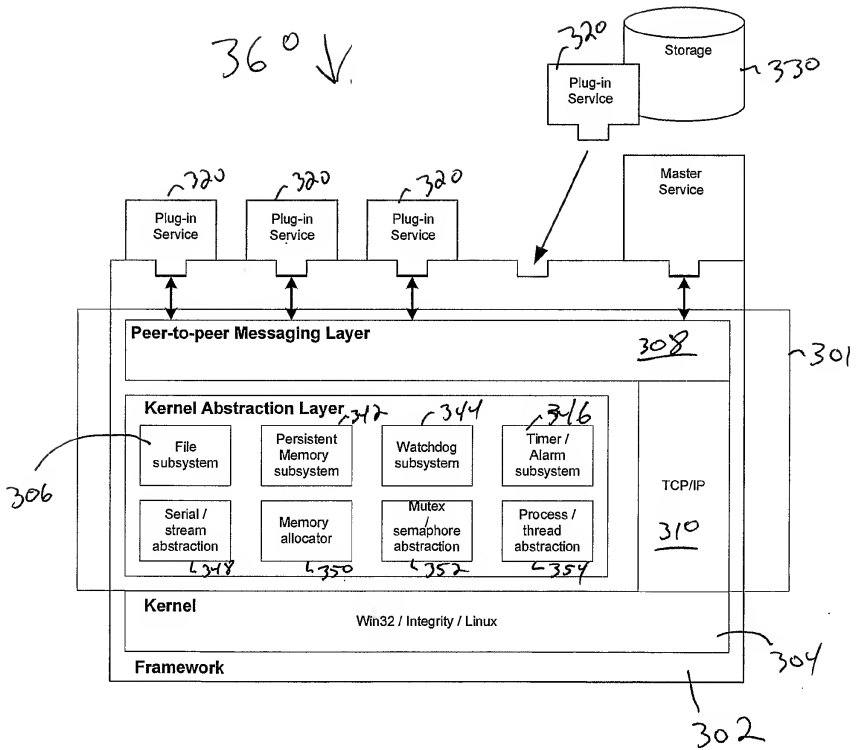 360
320
Storage
330
Plug-in
Service
320
320
320
Master
Service
Plug-in
Service
Plug-in
Service
Plug-in
Service
Peer-to-peer Messaging Layer
308
301
Kernel Abstraction Layer
342
344
346
File
subsystem
Persistent
Memory
subsystem
Watchdog
subsystem
Timer /
Alarm
subsystem
306
TCP/IP
310
Serial /
stream
abstraction
Memory
allocator
Mutex
/
semaphore
abstraction
Process /
thread
abstraction
348
350
352
354
Kernel
Win32 / Integrity / Linux
304
Framework
302